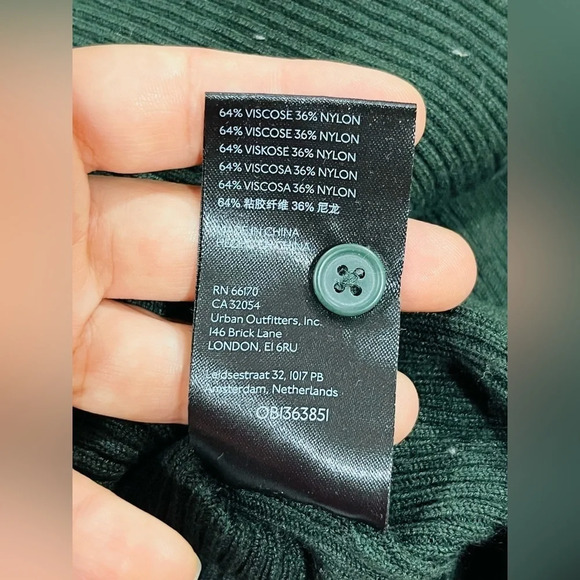 64% VISCOSE 36% NYLON
64% VISCOSE 36% NYLON
64% VISKOSE 36% NYLON
64% VISCOSA 36% NYLON
64% VISCOSA 36% NYLON
64% 粘胶纤维 36% 尼龙
IN CHINA
RN 66170
CA 32054
Urban Outfitters, Inc.
146 Brick Lane
LONDON, E1 6RU
Leidsestraat 32, 1017 PB
Amsterdam, Netherlands
OB1363851